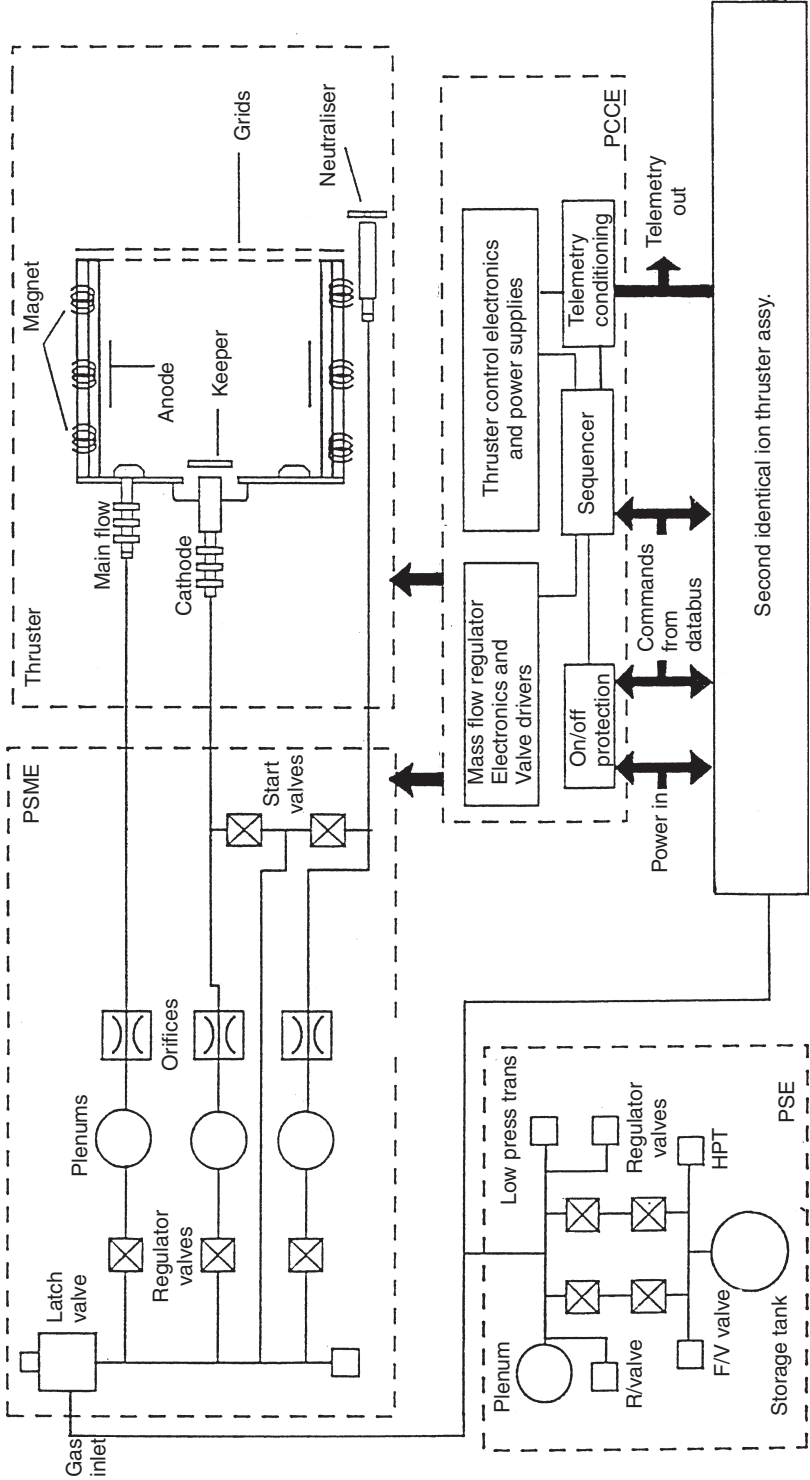 Gas
inlet
Latch
valve
PSME
Regulator
valves
Plenums
Orifices
Start
valves
Thruster
Main flow
Cathode
Magnet
Anode
Keeper
Grids
Neutraliser
Plenum
R/valve
Low press trans
Regulator
valves
F/V valve
HPT
Storage tank
PSE
Mass flow regulator
Electronics and
Valve drivers
Thruster control electronics
and power supplies
On/off
protection
Sequencer
Telemetry
conditioning
PCCE
Power in
Commands
from
databus
Telemetry
out
Second identical ion thruster assy.